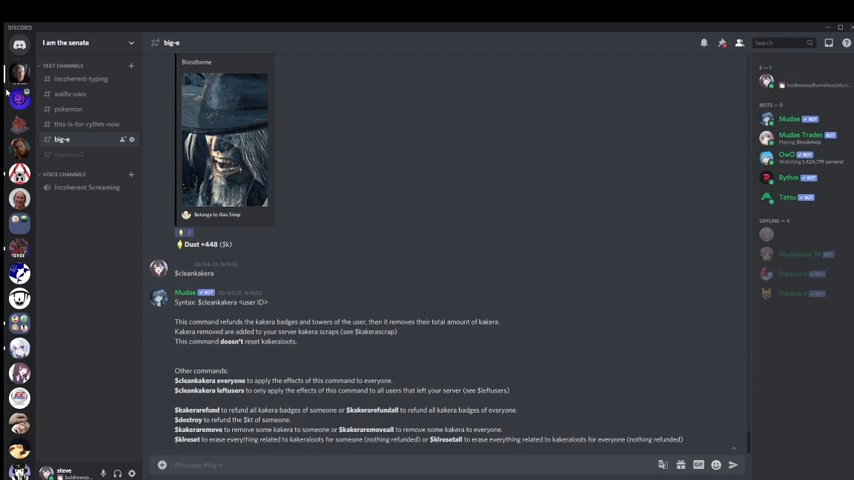 DISCORD
I am the senate
# big-e
Search
TEXT CHANNELS
# incoherent-typing
# waifu-uwu
# pokemon
# this-is-for-rythm-now
# big-e
VOICE CHANNELS
Incoherent Screaming
Bloodborne
Belongs to Ilias Simp
Dust +448 ($k)
$cleankakera
Mudae BOT
Syntax: $cleankakera <user ID>
This command refunds the kakera badges and towers of the user, then it removes their total amount of kakera.
Kakera removed are added to your server kakera scraps (see $kakerascrap)
This command doesn't reset kakeraloots.
Other commands:
$cleankakera everyone to apply the effects of this command to everyone.
$cleankakera leftusers to only apply the effects of this command to all users that left your server (see $leftusers)
$kakerarefund to refund all kakera badges of someone or $kakerarefundall to refund all kakera badges of everyone.
$destroy to refund the $kt of someone.
$kakeraremove to remove some kakera to someone or $kakeraremoveall to remove some kakera to everyone.
$klreset to erase everything related to kakeraloots for someone (nothing refunded) or $klresetall to erase everything related to kakeraloots for everyone (nothing refunded)
Message #big-e
steve
BOTS — 5
Mudae BOT
Mudae Trades BOT
Playing $tradehelp
OwO BOT
Rythm BOT
Tatsu BOT
OFFLINE — 4
Pokécord
Pokécord